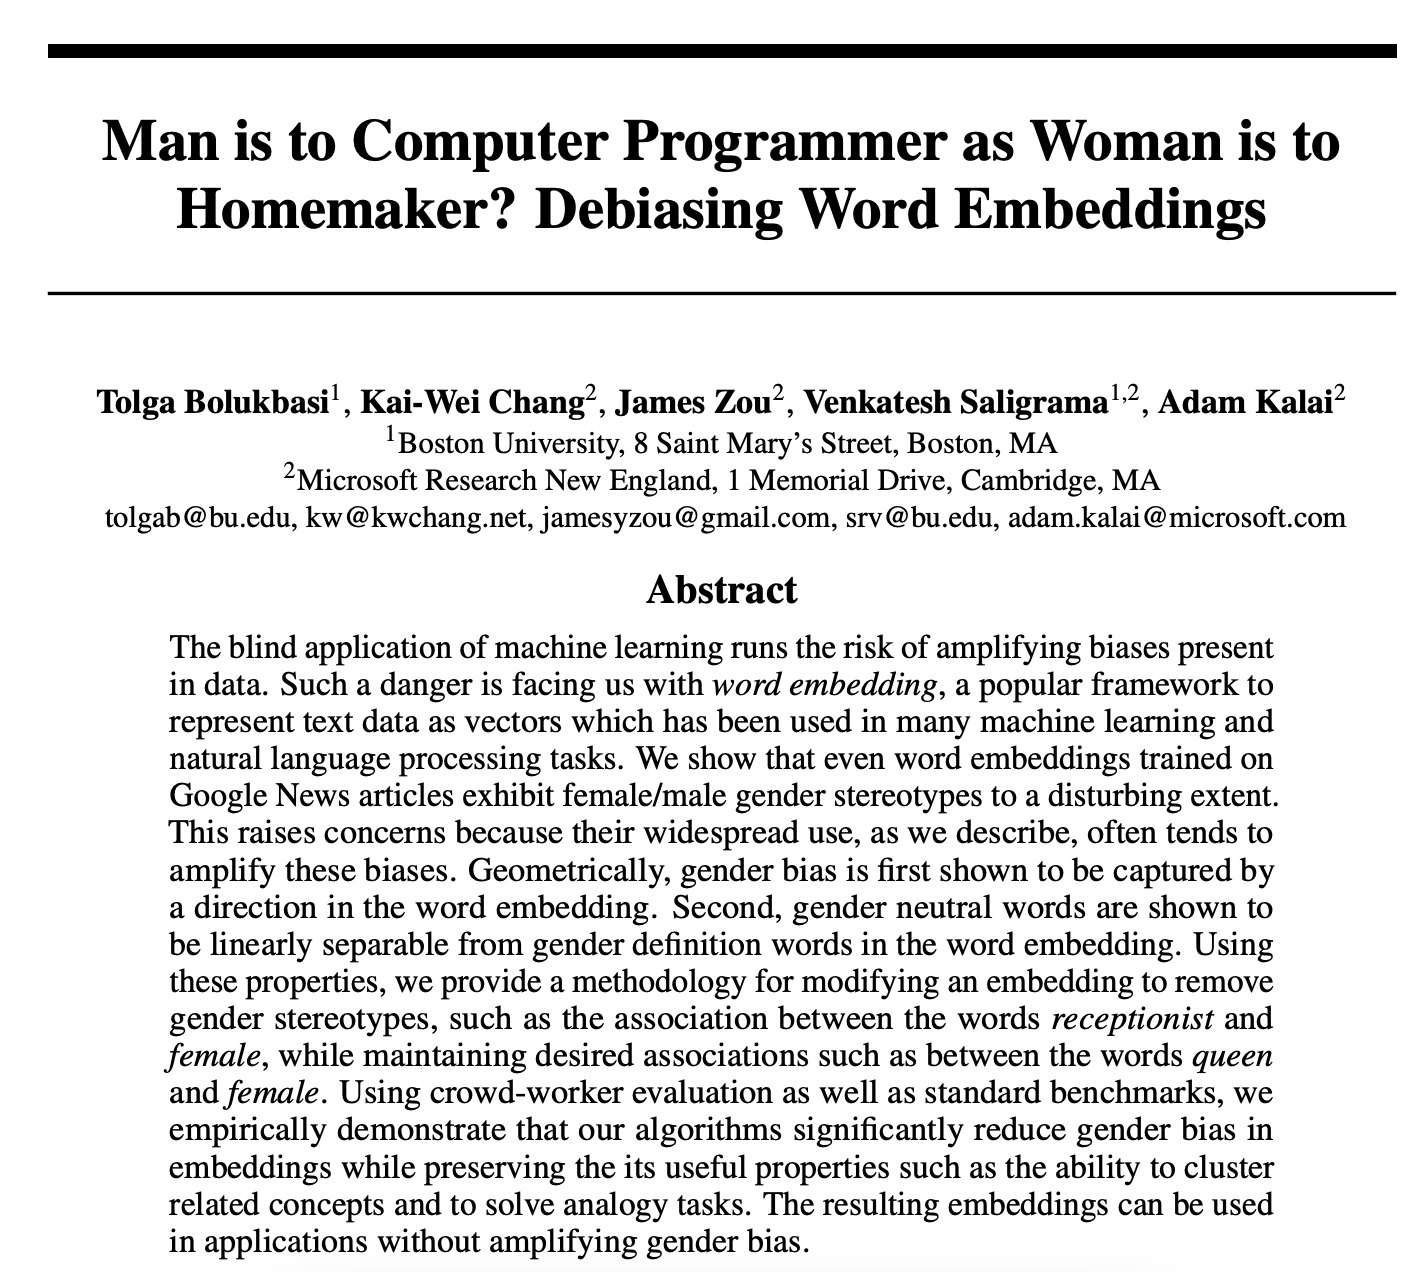 Man is to Computer Programmer as Woman is to
Homemaker? Debiasing Word Embeddings
Tolga Bolukbasi1, Kai-Wei Chang2, James Zou2, Venkatesh Saligrama1,2, Adam Kalai2
1Boston University, 8 Saint Mary's Street, Boston, MA
2Microsoft Research New England, 1 Memorial Drive, Cambridge, MA
tolgab@bu.edu, kw@kwchang.net, jamesyzou@gmail.com, srv@bu.edu, adam.kalai@microsoft.com
Abstract
The blind application of machine learning runs the risk of amplifying biases present
in data. Such a danger is facing us with word embedding, a popular framework to
represent text data as vectors which has been used in many machine learning and
natural language processing tasks. We show that even word embeddings trained on
Google News articles exhibit female/male gender stereotypes to a disturbing extent.
This raises concerns because their widespread use, as we describe, often tends to
amplify these biases. Geometrically, gender bias is first shown to be captured by
a direction in the word embedding. Second, gender neutral words are shown to
be linearly separable from gender definition words in the word embedding. Using
these properties, we provide a methodology for modifying an embedding to remove
gender stereotypes, such as the association between the words receptionist and
female, while maintaining desired associations such as between the words queen
and female. Using crowd-worker evaluation as well as standard benchmarks, we
empirically demonstrate that our algorithms significantly reduce gender bias in
embeddings while preserving the its useful properties such as the ability to cluster
related concepts and to solve analogy tasks. The resulting embeddings can be used
in applications without amplifying gender bias.